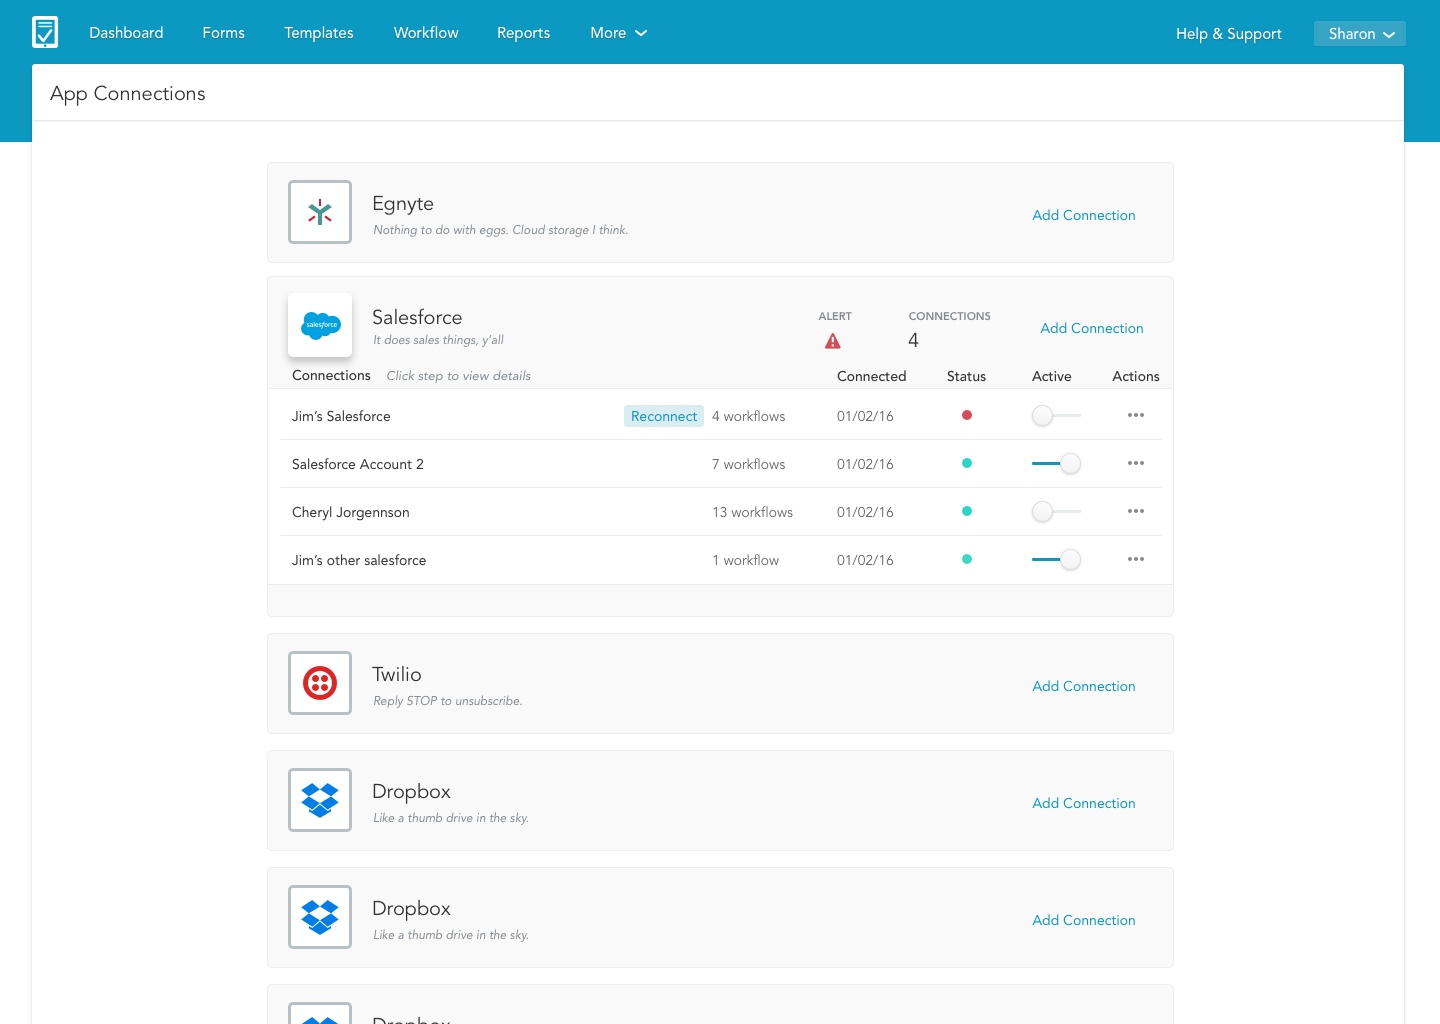 Dashboard Forms Templates Workflow Reports More Help & Support Sharon
App Connections
Egnyte
Nothing to do with eggs. Cloud storage I think.
Add Connection
salesforce
Salesforce
It does sales things, y’all
ALERT CONNECTIONS
4
Add Connection
Connections Click step to view details Connected Status Active Actions
Jim’s Salesforce Reconnect 4 workflows 01/02/16
Salesforce Account 2 7 workflows 01/02/16
Cheryl Jorgennson 13 workflows 01/02/16
Jim’s other salesforce 1 workflow 01/02/16
Twilio
Reply STOP to unsubscribe.
Add Connection
Dropbox
Like a thumb drive in the sky.
Add Connection
Dropbox
Like a thumb drive in the sky.
Add Connection
Dropbox